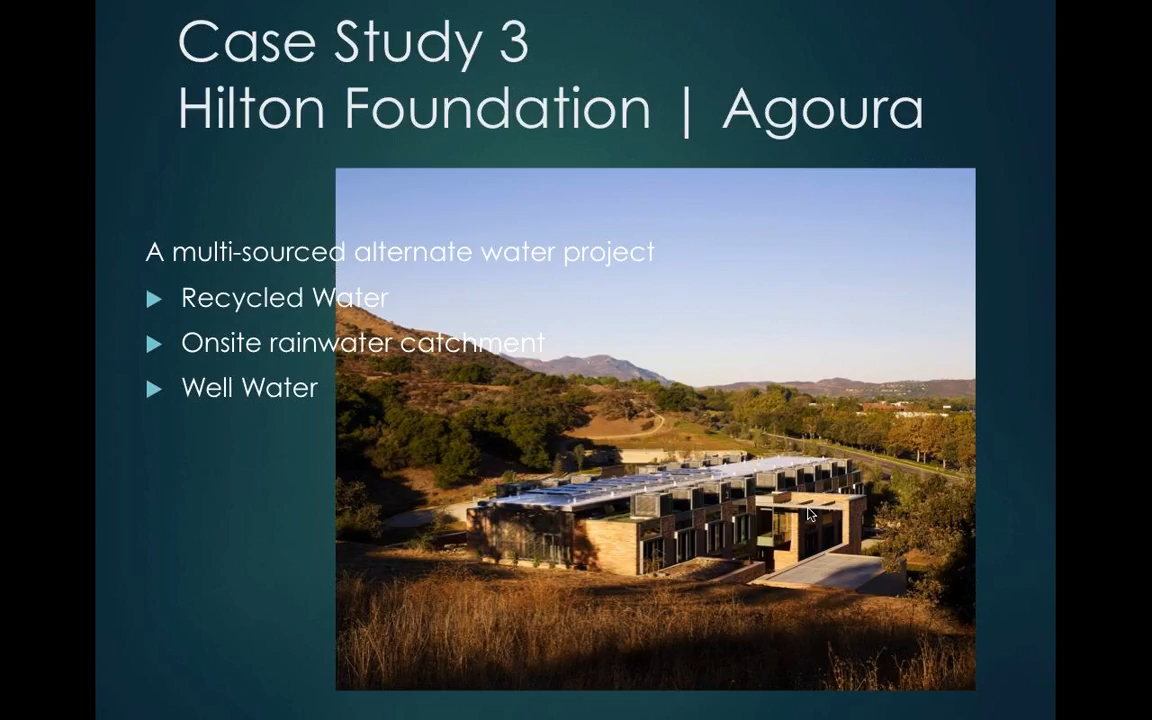 Case Study 3
Hilton Foundation | Agoura
A multi-sourced alternate water project
Recycled Water
Onsite rainwater catchment
Well Water